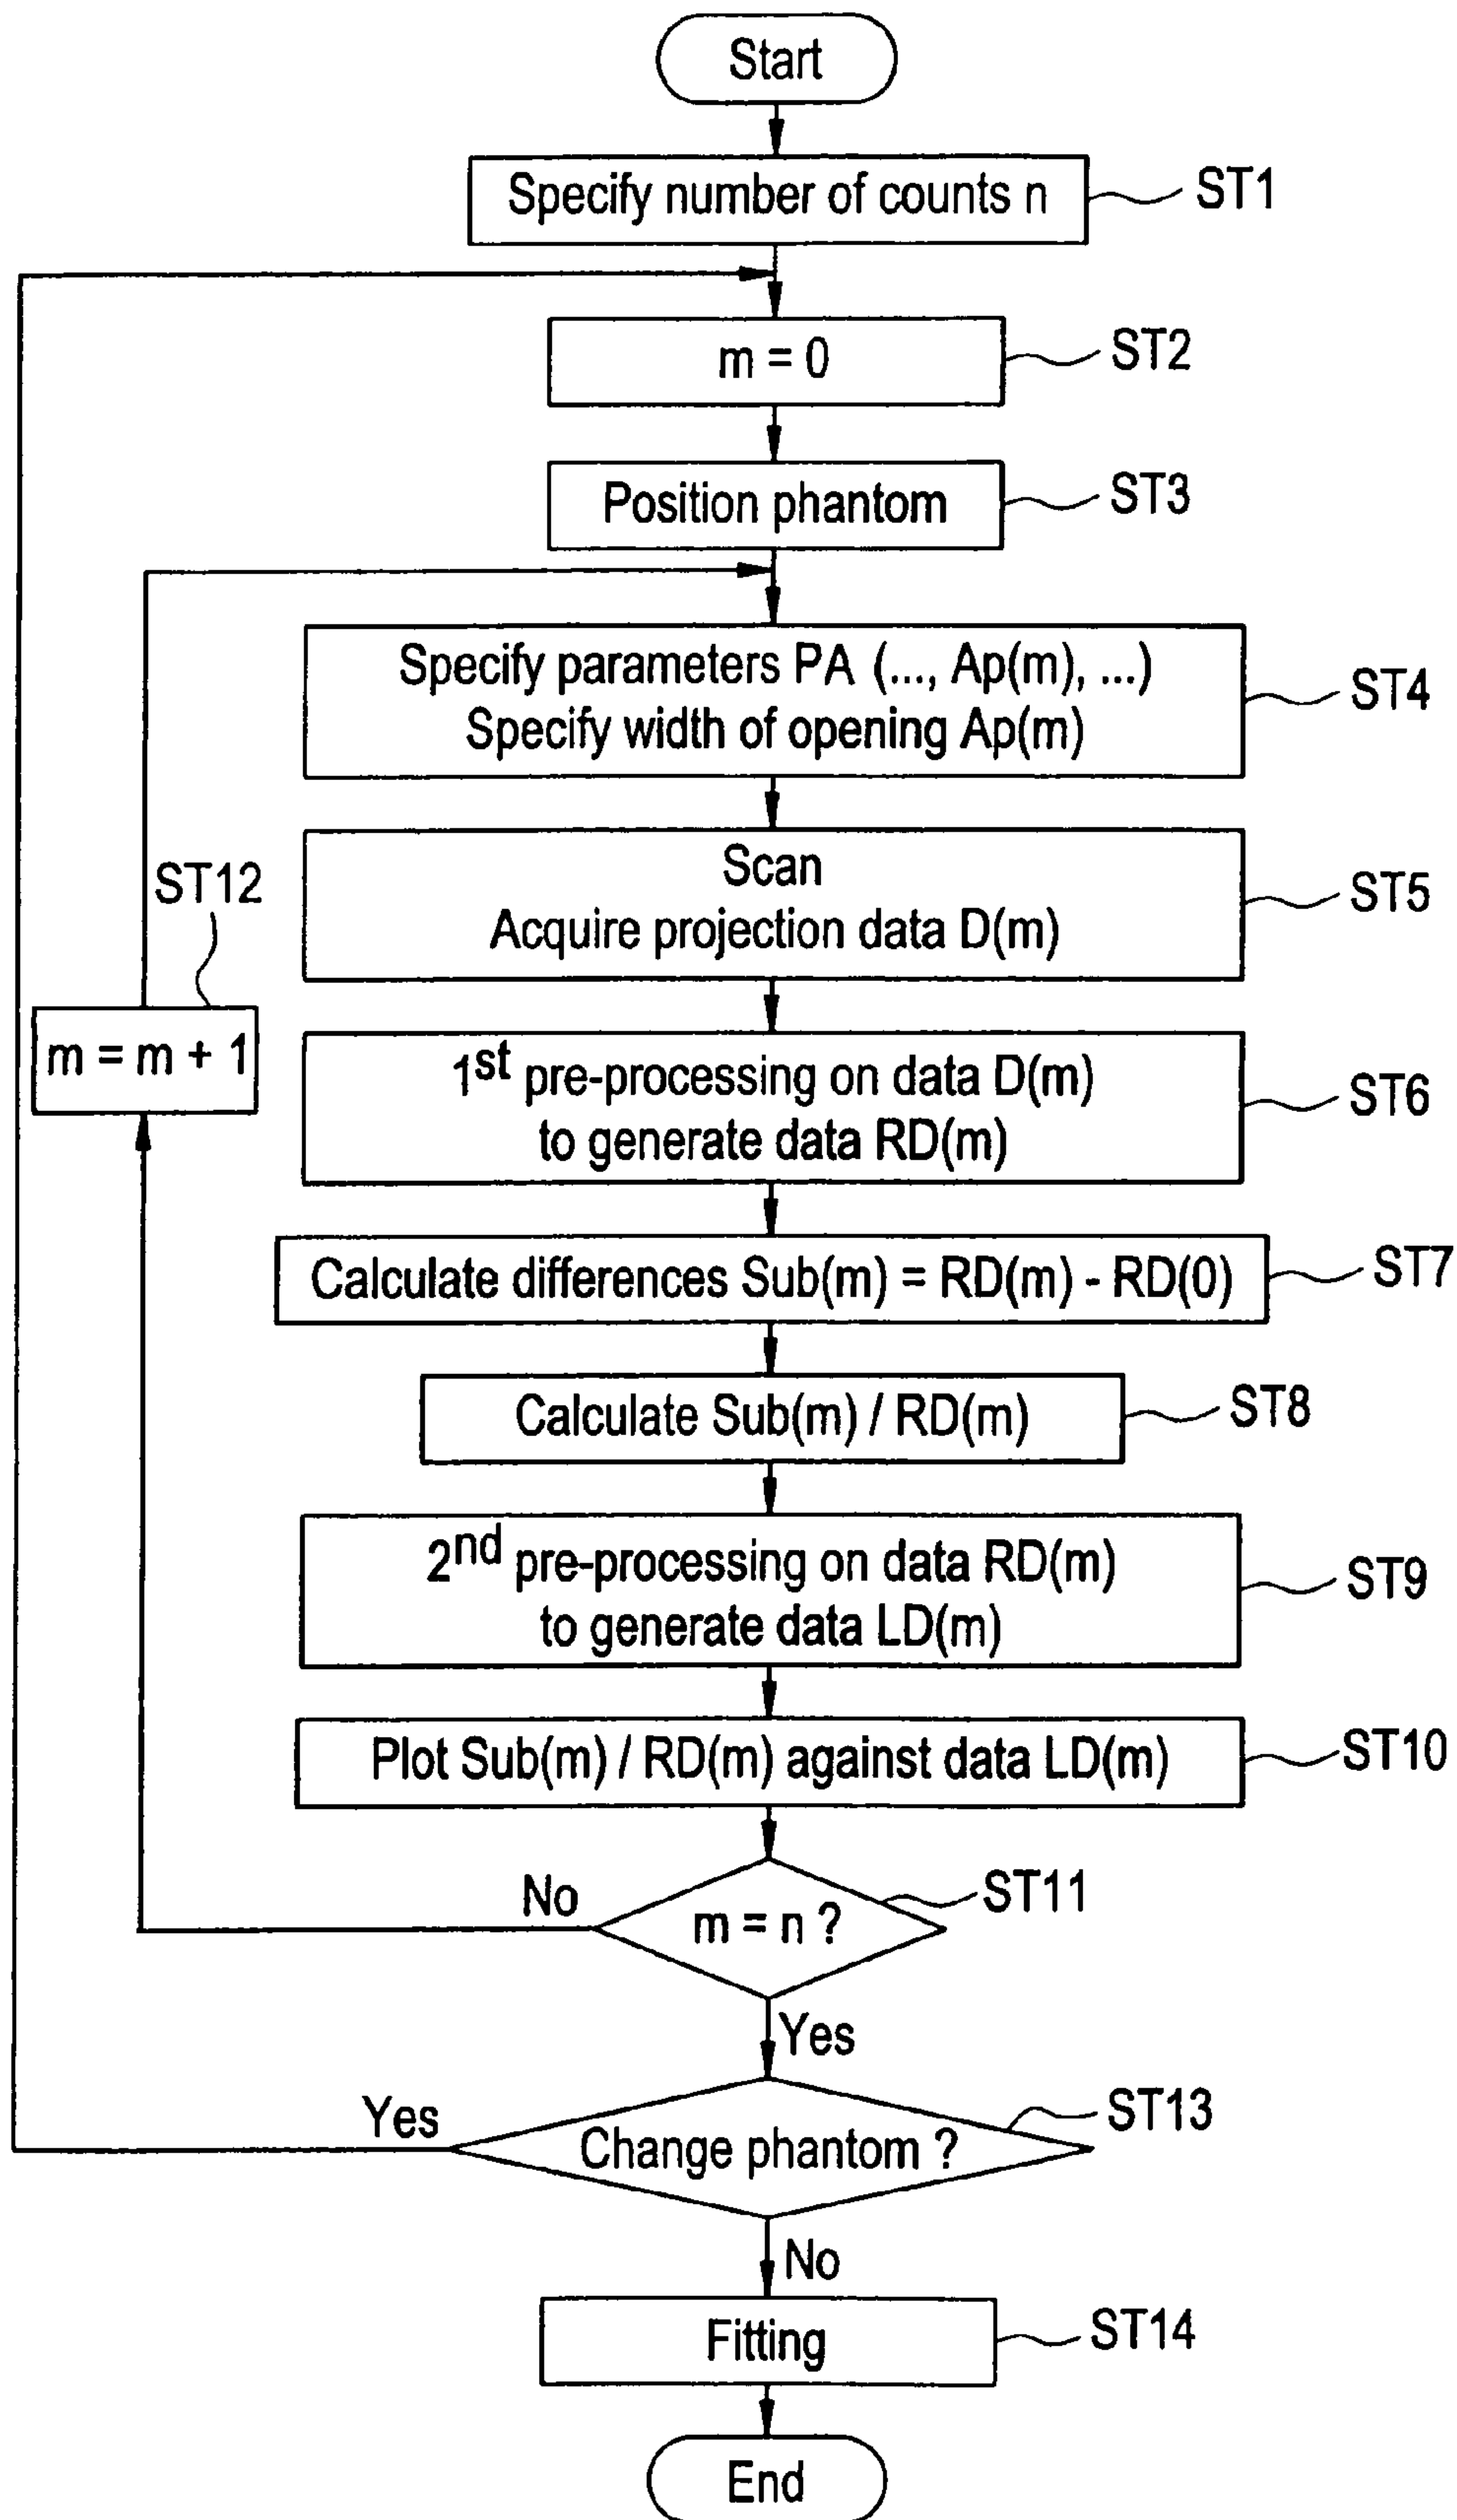 Start
Specify number of counts n
ST1
m = 0
ST2
Position phantom
ST3
Specify parameters PA (..., Ap(m), ...)
Specify width of opening Ap(m)
ST4
Scan
Acquire projection data D(m)
ST5
ST12
m = m + 1
1st pre-processing on data D(m)
to generate data RD(m)
ST6
Calculate differences Sub(m) = RD(m) - RD(0)
ST7
Calculate Sub(m) / RD(m)
ST8
2nd pre-processing on data RD(m)
to generate data LD(m)
ST9
Plot Sub(m) / RD(m) against data LD(m)
ST10
No
m = n ?
ST11
Yes
Yes
Change phantom ?
ST13
No
Fitting
ST14
End